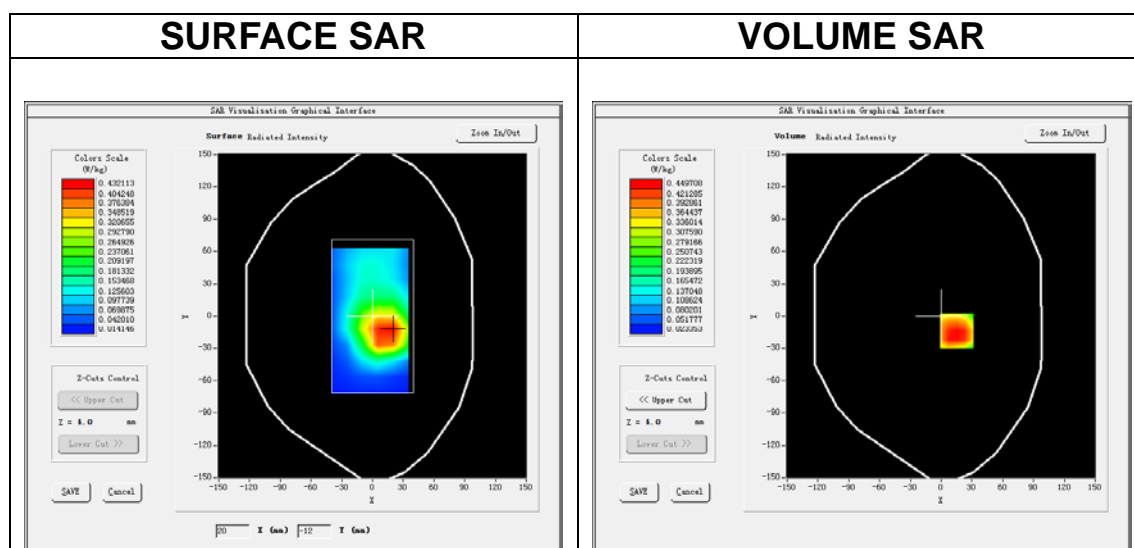 SURFACE SAR
VOLUME SAR
SAR Visualisation Graphical Interface
Surface Radiated Intensity
Zoom In/Out
Colors Scale
(W/kg)
0.432113
0.404248
0.376384
0.348519
0.320655
0.292790
0.264926
0.237061
0.209197
0.181332
0.153468
0.125603
0.097739
0.069875
0.042010
0.014146
150
120
90
60
30
0
-30
-60
-90
-120
-150
Y
-150 -120 -90 -60 -30 0 30 60 90 120 150
X
Z-Cuts Control
<< Upper Cut
Z = 4.0 mm
Lower Cut >>
SAVE Cancel
20 X (mm) -12 Y (mm)
SAR Visualisation Graphical Interface
Volume Radiated Intensity
Zoom In/Out
Colors Scale
(W/kg)
0.449708
0.421285
0.392861
0.364437
0.336014
0.307590
0.279166
0.250743
0.222319
0.193895
0.165472
0.137048
0.108624
0.080201
0.051777
0.023353
150
120
90
60
30
0
-30
-60
-90
-120
-150
Y
-150 -120 -90 -60 -30 0 30 60 90 120 150
X
Z-Cuts Control
<< Upper Cut
Z = 4.0 mm
Lower Cut >>
SAVE Cancel